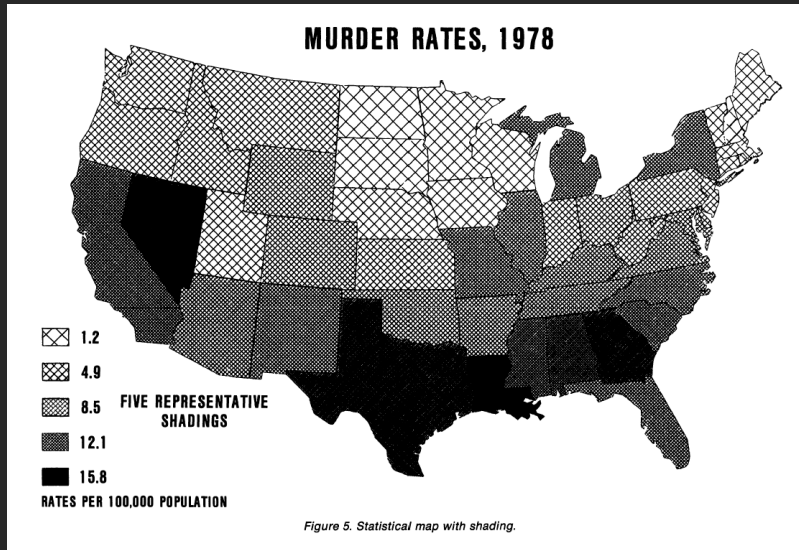 MURDER RATES, 1978
1.2
4.9
8.5
12.1
15.8
FIVE REPRESENTATIVE
SHADINGS
RATES PER 100,000 POPULATION
Figure 5. Statistical map with shading.